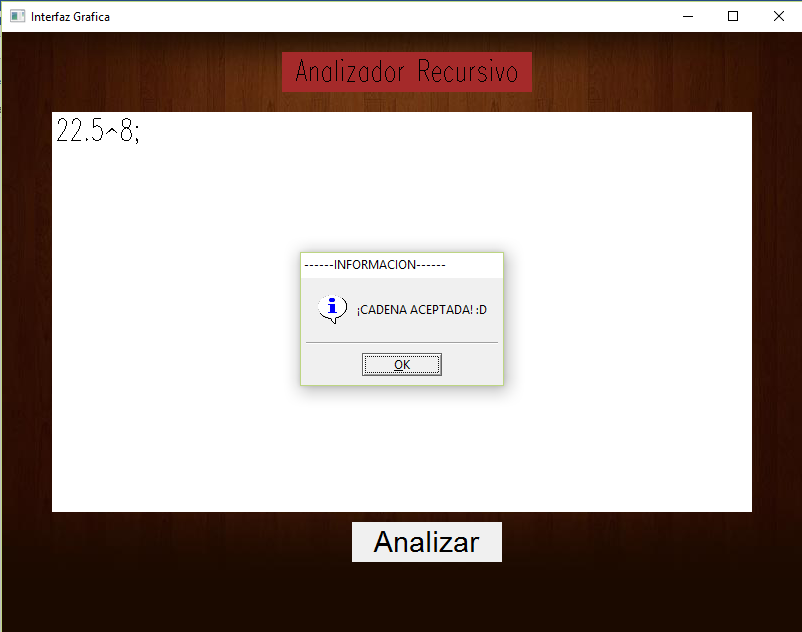 Interfaz Grafica
Analizador Recursivo
22.5^8;
------INFORMACION------
¡CADENA ACEPTADA! :D
OK
Analizar